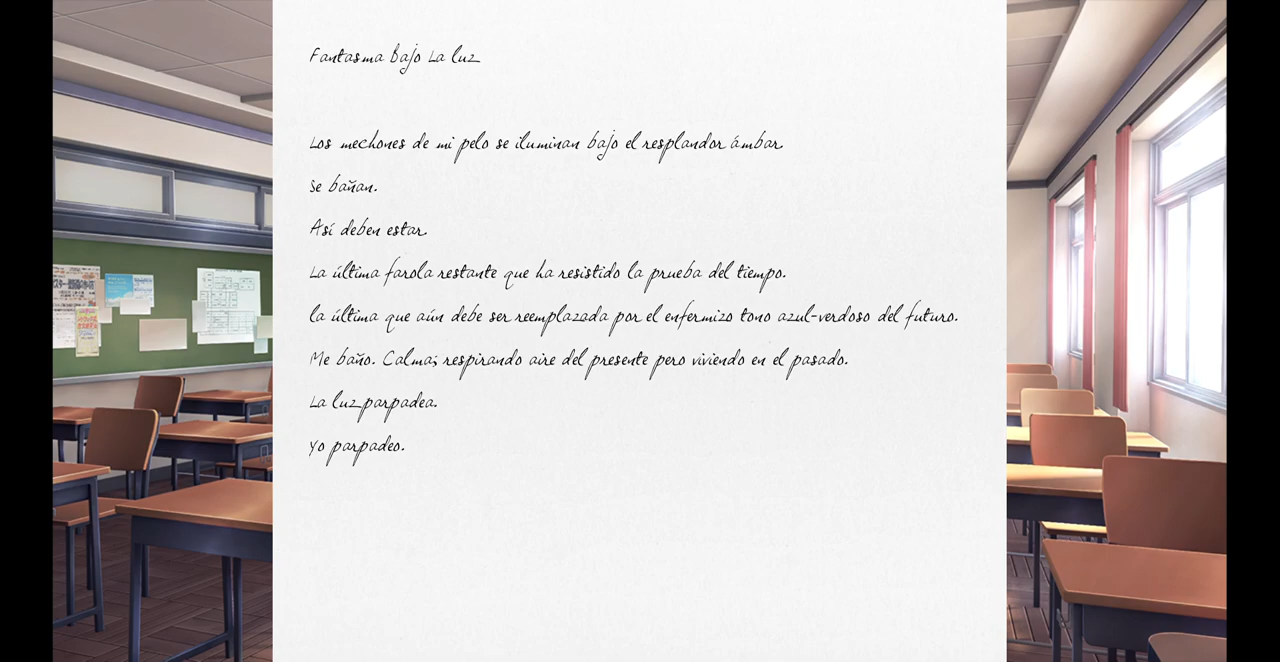 Fantasma Bajo La luz
Los mechones de mi pelo se iluminan bajo el resplandor ámbar.
Se bañan.
Así deben estar.
La última farola restante que ha resistido la prueba del tiempo.
la última que aún debe ser reemplazada por el enfermizo tono azul-verdoso del futuro.
Me baño. Calma; respirando aire del presente pero viviendo en el pasado.
La luz parpadea.
Yo parpadeo.